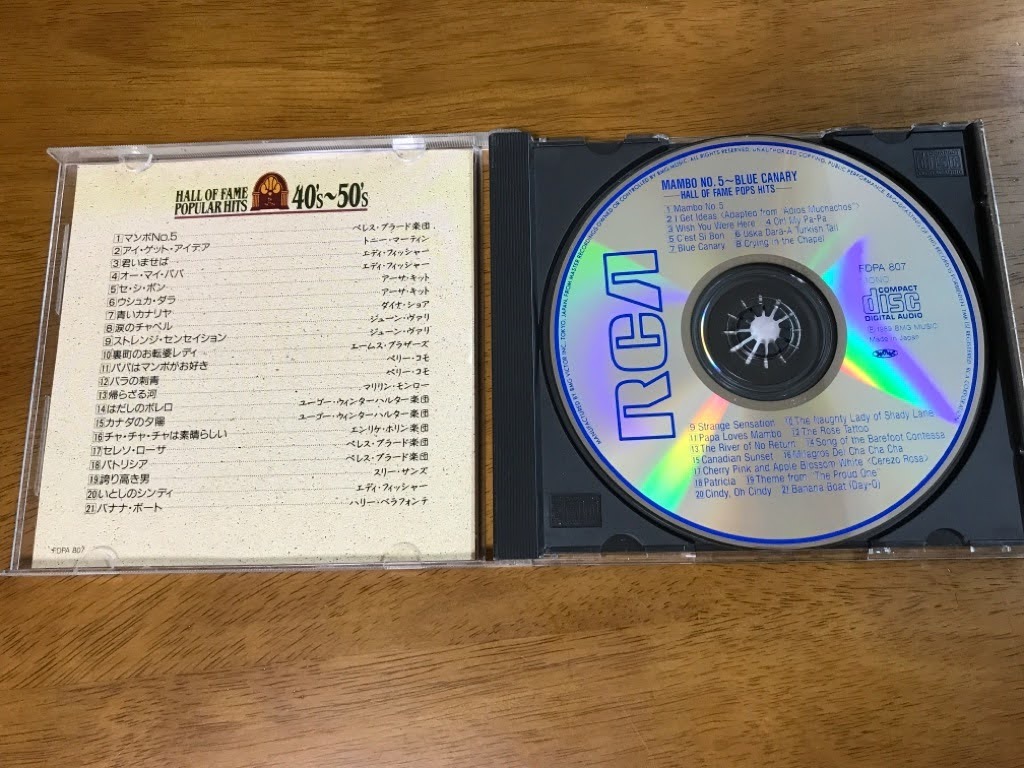 HALL OF FAME
POPULAR HITS 40's~50's
1 マンボNo.5 ペレス・プラード楽団
2 アイ・ゲット・アイデア トニー・マーティン
3 君いませば エディ・フィッシャー
4 オー・マイ・パパ エディ・フィッシャー
5 セ・シ・ボン アーサ・キット
6 ウシュカ・ダラ アーサ・キット
7 青いカナリヤ ダイナ・ショア
8 涙のチャペル ジューン・ヴァリ
9 ストレンジ・センセイション ジューン・ヴァリ
10 裏町のお転婆レディ エームス・ブラザーズ
11 パパはマンボがお好き ペリー・コモ
12 バラの刺青 ペリー・コモ
13 帰らざる河 マリリン・モンロー
14 はだしのボレロ ユーゴー・ウィンターハルター楽団
15 カナダの夕陽 ユーゴー・ウィンターハルター楽団
16 チャ・チャ・チャは素晴らしい エンリケ・ホリン楽団
17 セレソ・ローサ ペレス・プラード楽団
18 パトリシア ペレス・プラード楽団
19 誇り高き男 スリー・サンズ
20 いとしのシンディ エディ・フィッシャー
21 バナナ・ボート ハリー・ベラフォンテ
FDPA 807
MAMBO NO. 5~BLUE CANARY
HALL OF FAME POPS HITS
1 Mambo No.5
2 I Get Ideas <Adapted from "Adios Muchachos">
3 Wish You Were Here 4 Oh! My Pa-Pa
5 C'est Si Bon 6 Uska Dara-A Turkish Tail
7 Blue Canary 8 Crying in the Chapel
FDPA 807
MONO
COMPACT
disc
DIGITAL AUDIO
1989 BMG MUSIC
Made in Japan
RCA
9 Strange Sensation 10 The Naughty Lady of Shady Lane
11 Papa Loves Mambo 12 The Rose Tattoo
13 The River of No Return 14 Song of the Barefoot Contessa
15 Canadian Sunset 16 Milagros Del Cha Cha Cha
17 Cherry Pink and Apple Blossom White <Cerezo Rosa>
18 Patricia 19 Theme from "The Proud One"
20 Cindy, Oh Cindy 21 Banana Boat (Day-O)